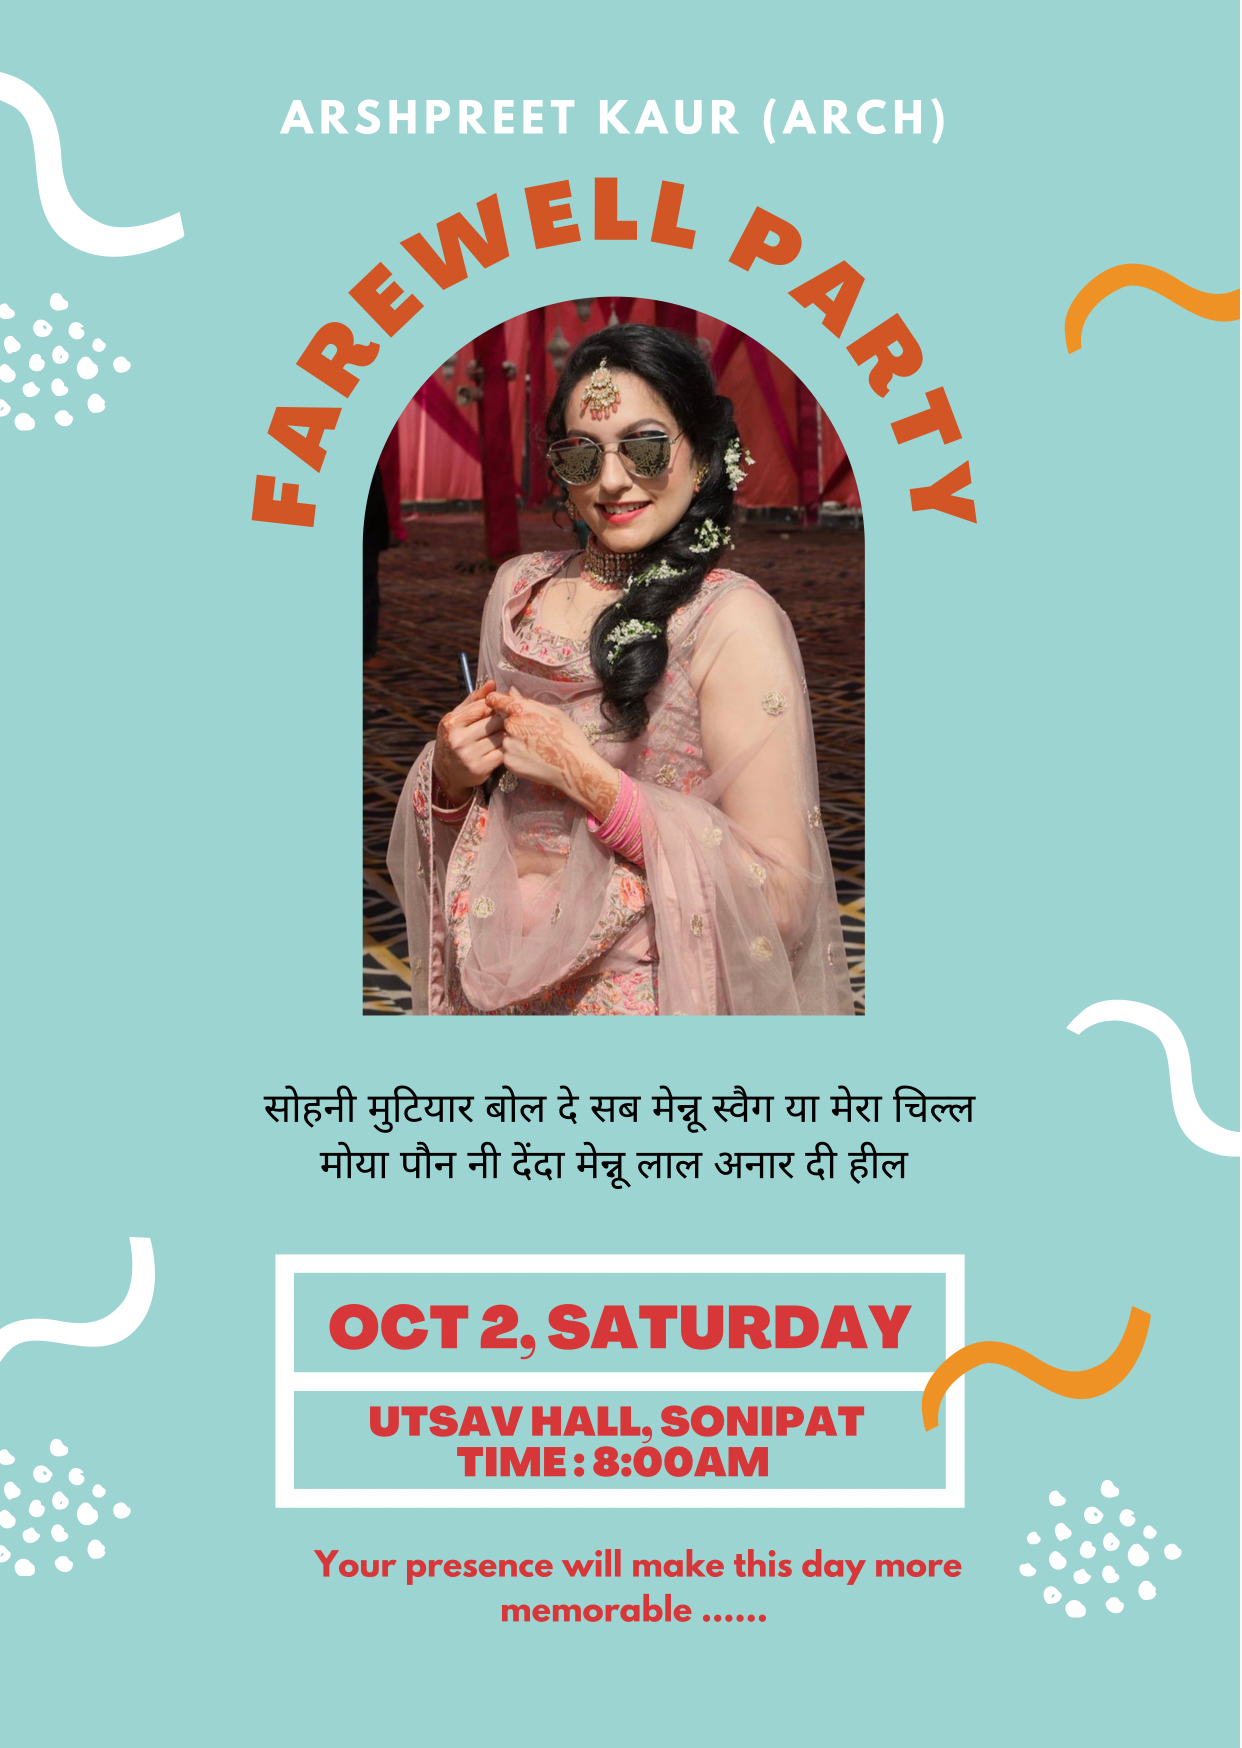 ARSHPREET KAUR (ARCH)
FAREWELL PARTY
सोहनी मुटियार बोल दे सब मेन्नू स्वैग या मेरा चिल्ल
मोया पौन नी देंदा मेन्नू लाल अनार दी हील
OCT 2, SATURDAY
UTSAV HALL, SONIPAT
TIME : 8:00AM
Your presence will make this day more
memorable ......